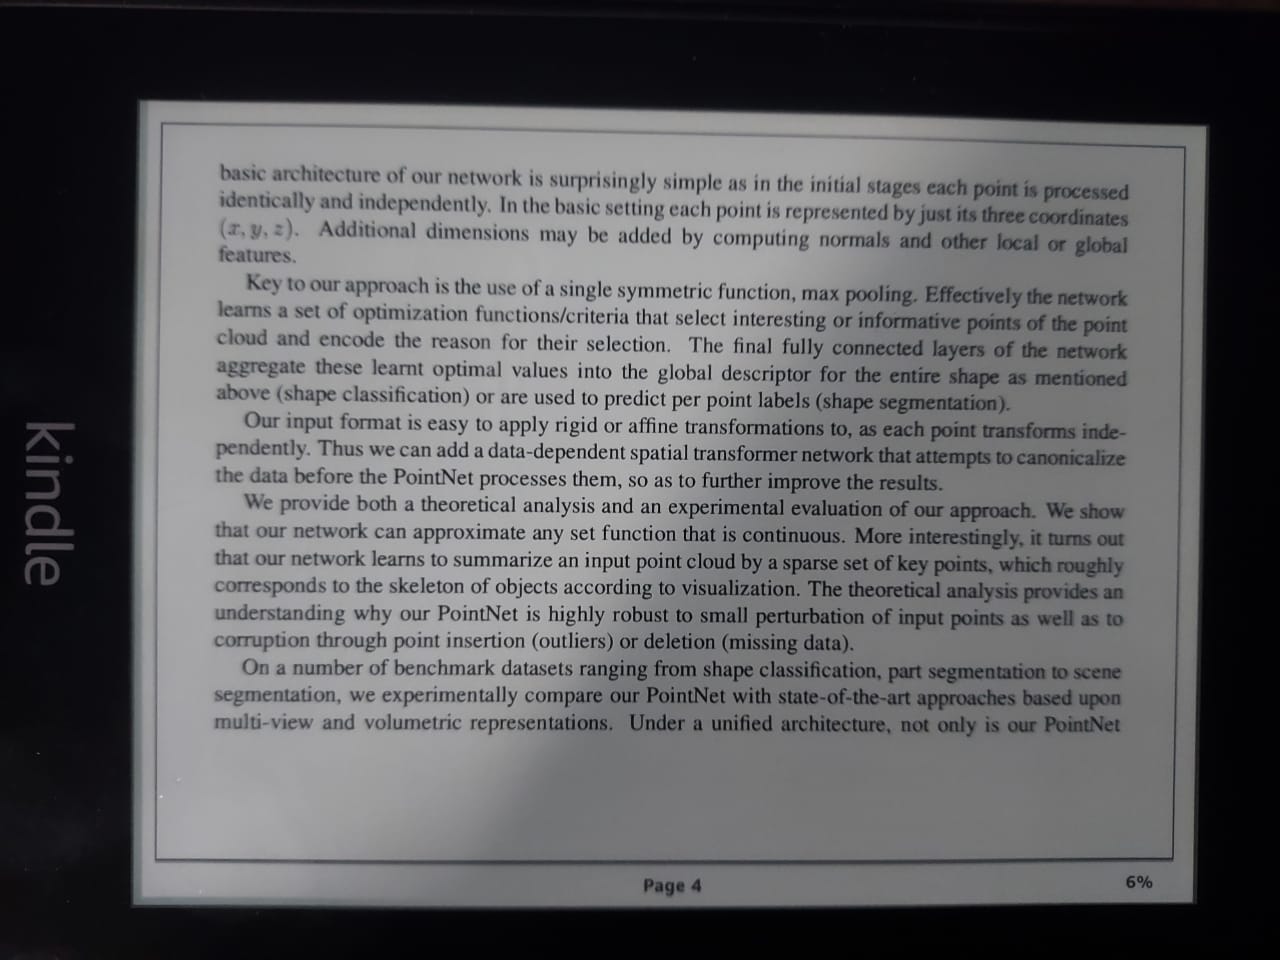 basic architecture of our network is surprisingly simple as in the initial stages each point is processed
identically and independently. In the basic setting each point is represented by just its three coordinates
(x, y, z). Additional dimensions may be added by computing normals and other local or global
features.
Key to our approach is the use of a single symmetric function, max pooling. Effectively the network
learns a set of optimization functions/criteria that select interesting or informative points of the point
cloud and encode the reason for their selection. The final fully connected layers of the network
aggregate these learnt optimal values into the global descriptor for the entire shape as mentioned
above (shape classification) or are used to predict per point labels (shape segmentation).
Our input format is easy to apply rigid or affine transformations to, as each point transforms inde-
pendently. Thus we can add a data-dependent spatial transformer network that attempts to canonicalize
the data before the PointNet processes them, so as to further improve the results.
We provide both a theoretical analysis and an experimental evaluation of our approach. We show
that our network can approximate any set function that is continuous. More interestingly, it turns out
that our network learns to summarize an input point cloud by a sparse set of key points, which roughly
corresponds to the skeleton of objects according to visualization. The theoretical analysis provides an
understanding why our PointNet is highly robust to small perturbation of input points as well as to
corruption through point insertion (outliers) or deletion (missing data).
On a number of benchmark datasets ranging from shape classification, part segmentation to scene
segmentation, we experimentally compare our PointNet with state-of-the-art approaches based upon
multi-view and volumetric representations. Under a unified architecture, not only is our PointNet
Page 4
6%
kindle